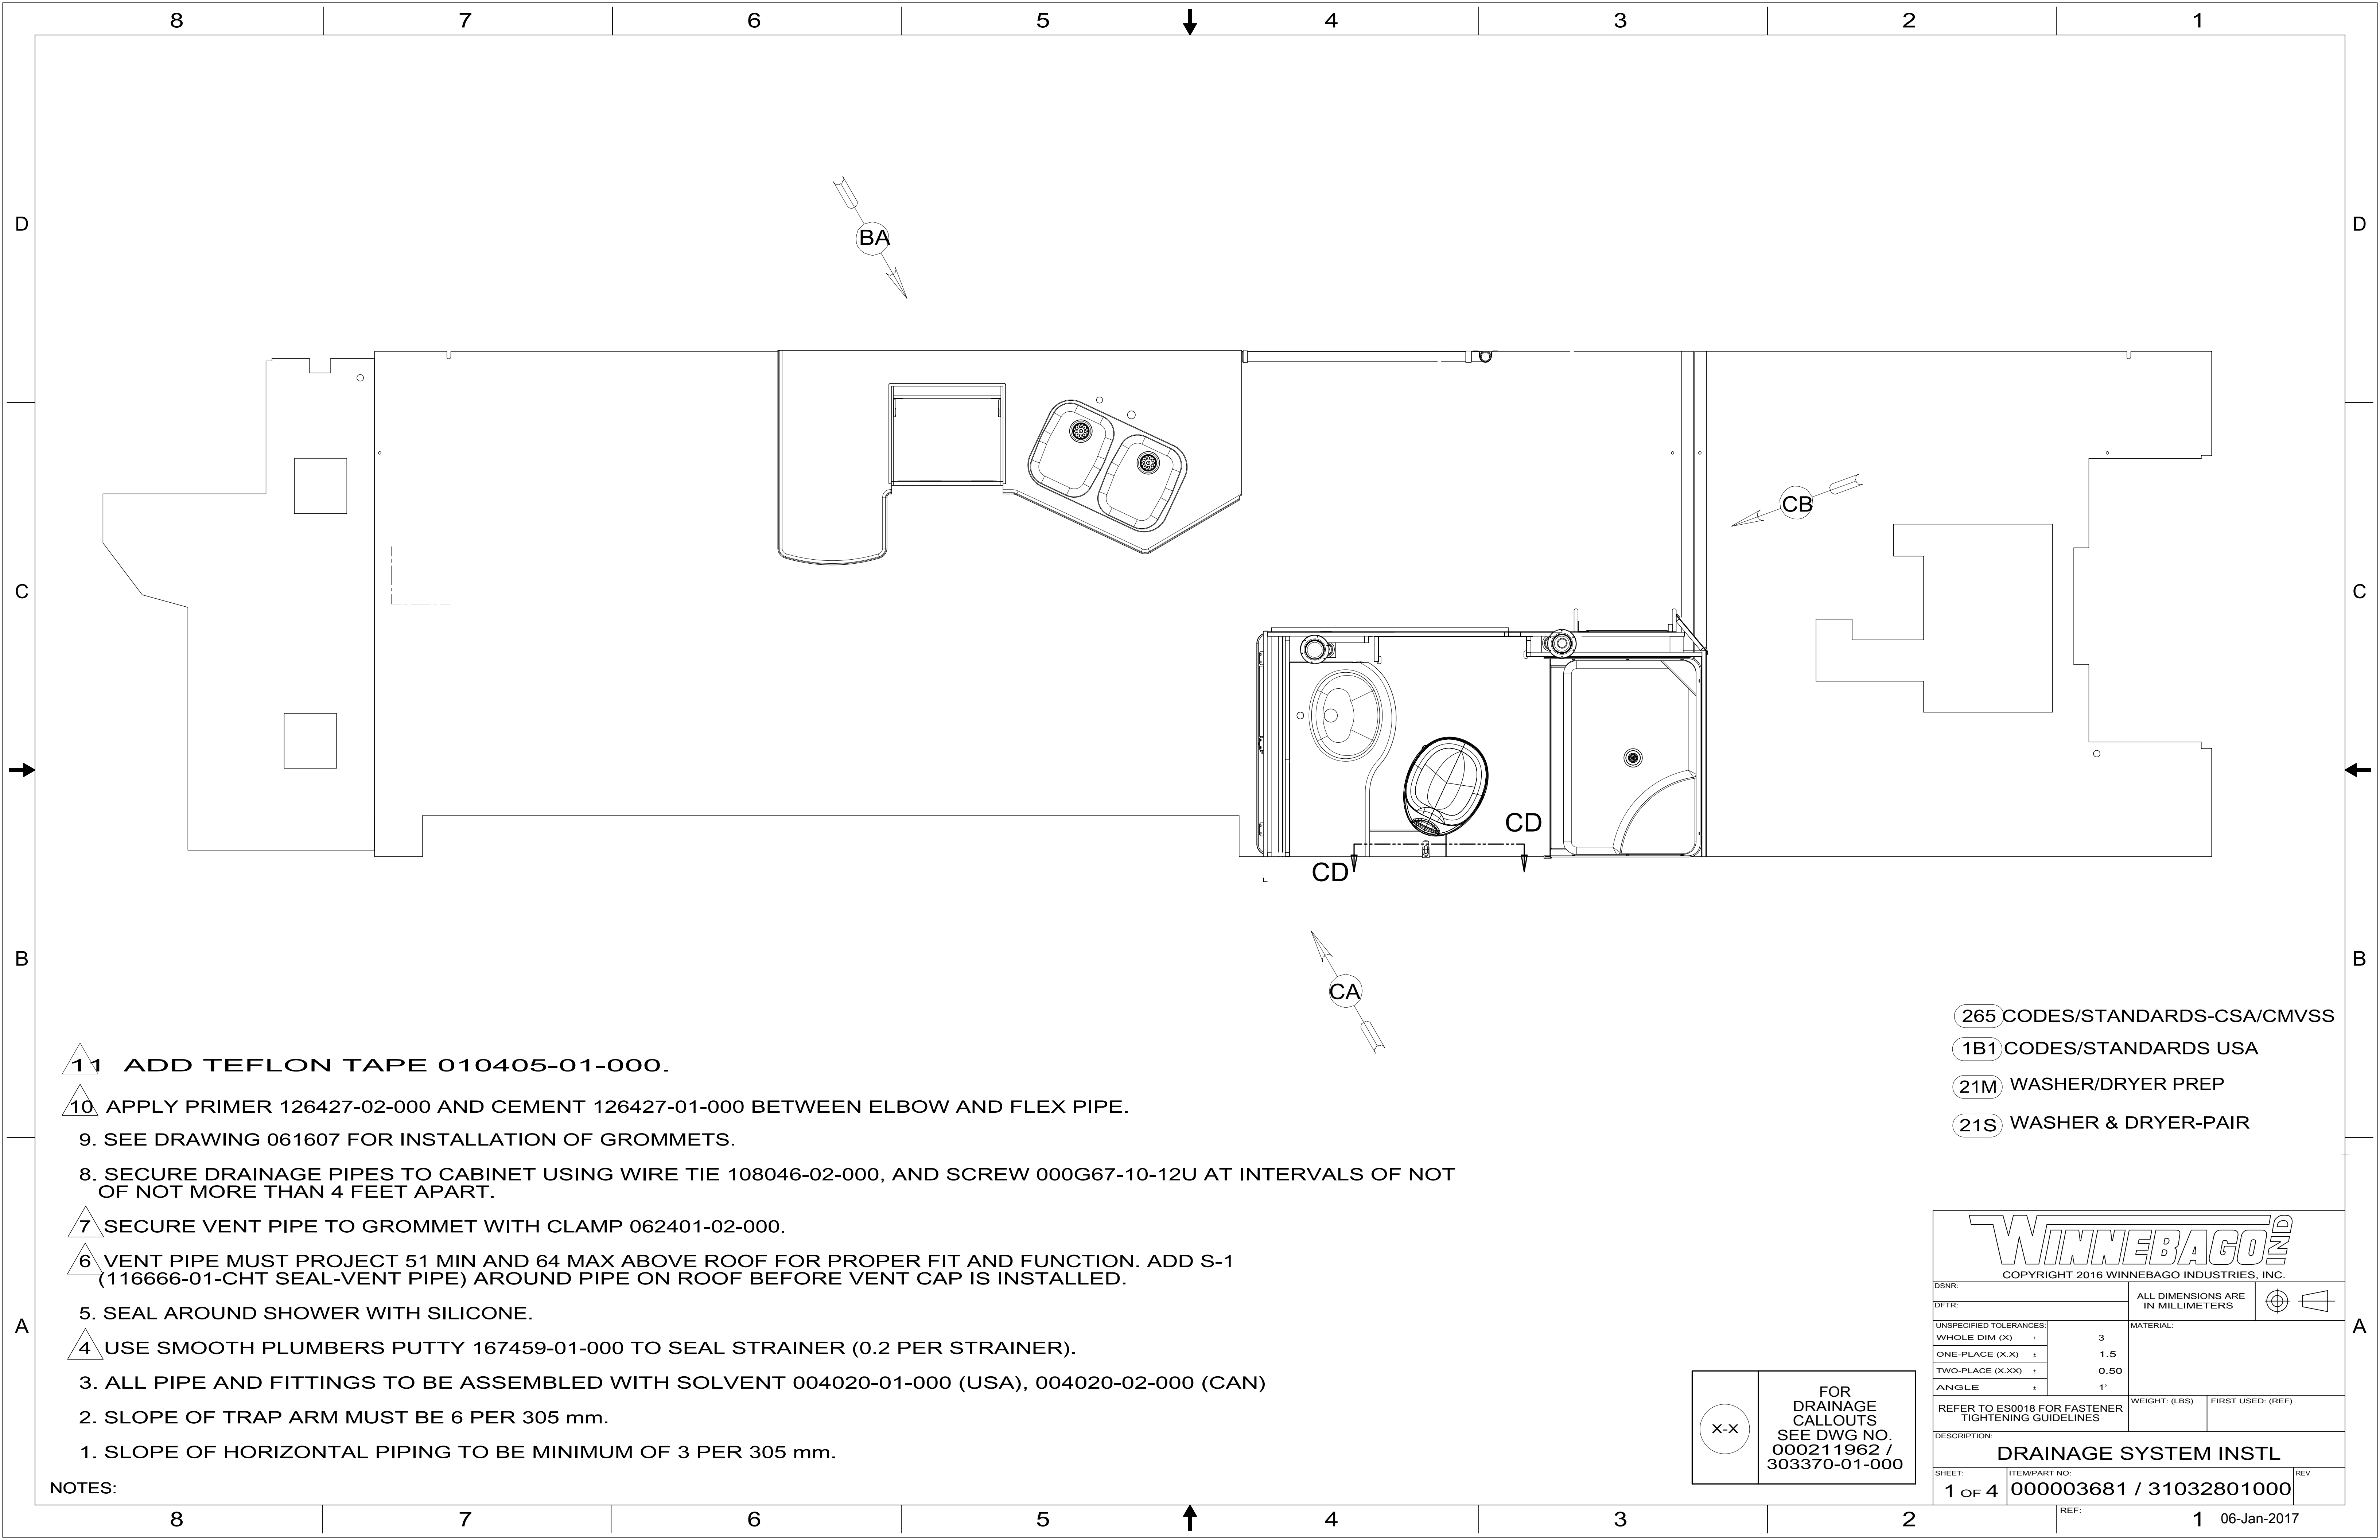 8 7 6 5 4 3 2 1
D D
BA
CB
C C
CD
CD
B B
CA
265 CODES/STANDARDS-CSA/CMVSS
1B1 CODES/STANDARDS USA
21M WASHER/DRYER PREP
21S WASHER & DRYER-PAIR
11 ADD TEFLON TAPE 010405-01-000.
10 APPLY PRIMER 126427-02-000 AND CEMENT 126427-01-000 BETWEEN ELBOW AND FLEX PIPE.
9. SEE DRAWING 061607 FOR INSTALLATION OF GROMMETS.
8. SECURE DRAINAGE PIPES TO CABINET USING WIRE TIE 108046-02-000, AND SCREW 000G67-10-12U AT INTERVALS OF NOT
OF NOT MORE THAN 4 FEET APART.
7 SECURE VENT PIPE TO GROMMET WITH CLAMP 062401-02-000.
6 VENT PIPE MUST PROJECT 51 MIN AND 64 MAX ABOVE ROOF FOR PROPER FIT AND FUNCTION. ADD S-1
(116666-01-CHT SEAL-VENT PIPE) AROUND PIPE ON ROOF BEFORE VENT CAP IS INSTALLED.
5. SEAL AROUND SHOWER WITH SILICONE.
4 USE SMOOTH PLUMBERS PUTTY 167459-01-000 TO SEAL STRAINER (0.2 PER STRAINER).
3. ALL PIPE AND FITTINGS TO BE ASSEMBLED WITH SOLVENT 004020-01-000 (USA), 004020-02-000 (CAN)
2. SLOPE OF TRAP ARM MUST BE 6 PER 305 mm.
1. SLOPE OF HORIZONTAL PIPING TO BE MINIMUM OF 3 PER 305 mm.
NOTES:
A A
X-X
FOR
DRAINAGE
CALLOUTS
SEE DWG NO.
000211962 /
303370-01-000
WINNEBAGO IND
COPYRIGHT 2016 WINNEBAGO INDUSTRIES, INC.
DSNR:
DFTR:
ALL DIMENSIONS ARE
IN MILLIMETERS
UNSPECIFIED TOLERANCES:
WHOLE DIM (X) ± 3
ONE-PLACE (X.X) ± 1.5
TWO-PLACE (X.XX) ± 0.50
ANGLE ± 1°
MATERIAL:
REFER TO ES0018 FOR FASTENER
TIGHTENING GUIDELINES
WEIGHT: (LBS)
FIRST USED: (REF)
DESCRIPTION:
DRAINAGE SYSTEM INSTL
SHEET:
1 OF 4
ITEM/PART NO:
000003681 / 31032801000
REV
REF:
06-Jan-2017
8 7 6 5 4 3 2 1